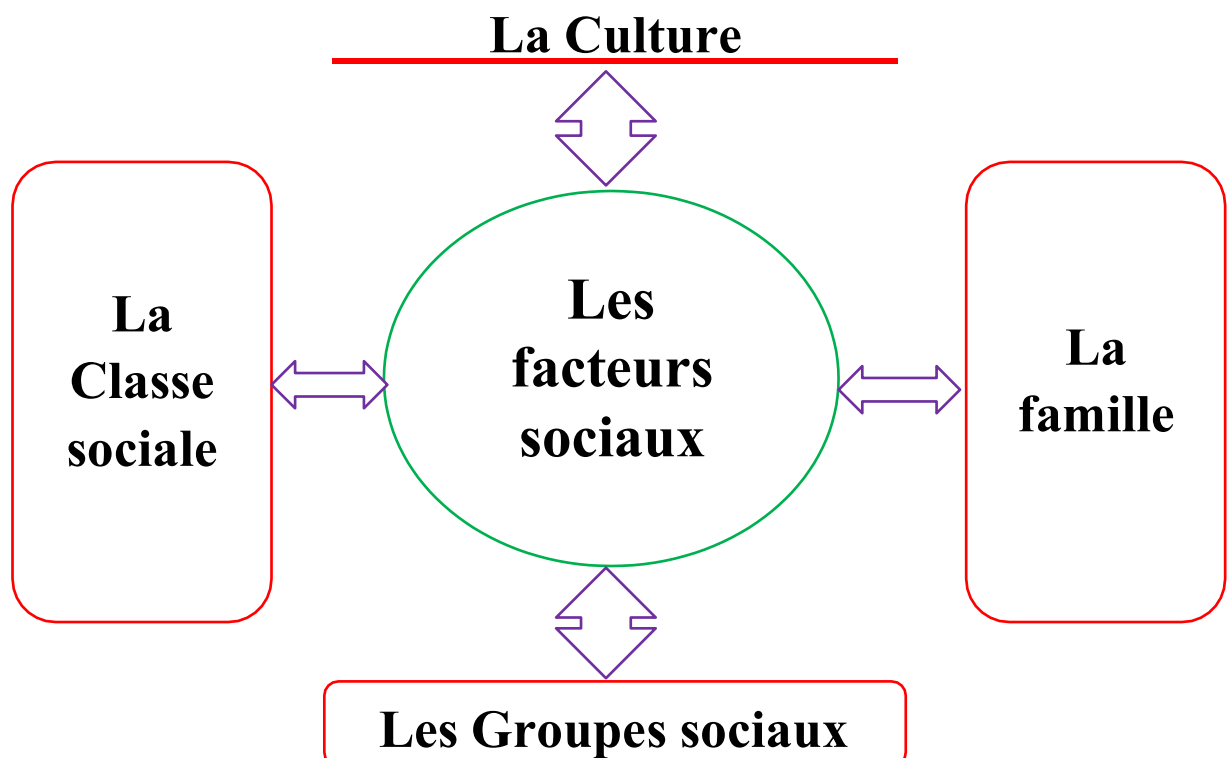 La Culture
La
Classe
sociale
Les
facteurs
sociaux
La
famille
Les Groupes sociaux